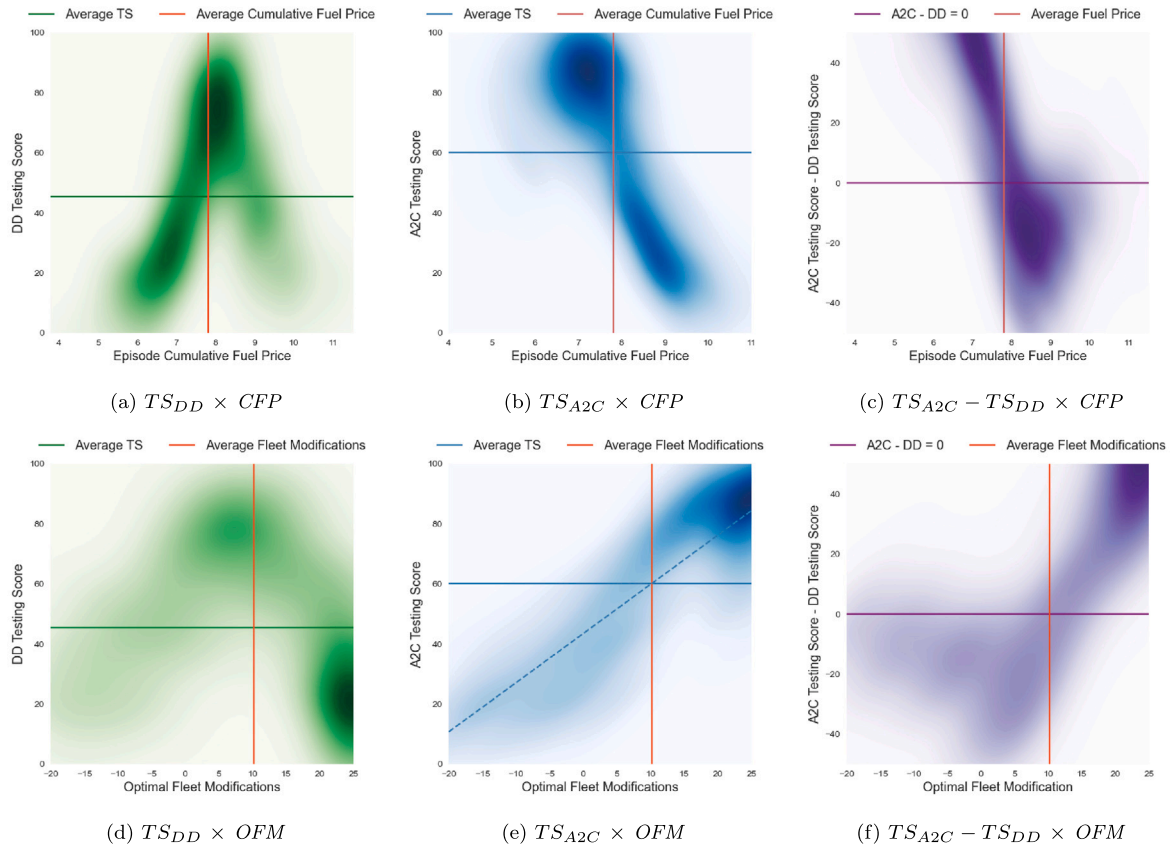 Average TS Average Cumulative Fuel Price
100
80
60
40
20
0
DD Testing Score
4 5 6 7 8 9 10 11
Episode Cumulative Fuel Price
(a) TS_DD × CFP
Average TS Average Cumulative Fuel Price
100
80
60
40
20
0
A2C Testing Score
4 5 6 7 8 9 10 11
Episode Cumulative Fuel Price
(b) TS_A2C × CFP
A2C - DD = 0 Average Fuel Price
40
20
0
−20
−40
A2C Testing Score - DD Testing Score
4 5 6 7 8 9 10 11
Episode Cumulative Fuel Price
(c) TS_A2C − TS_DD × CFP
Average TS Average Fleet Modifications
100
80
60
40
20
0
DD Testing Score
−20 −15 −10 −5 0 5 10 15 20 25
Optimal Fleet Modifications
(d) TS_DD × OFM
Average TS Average Fleet Modifications
100
80
60
40
20
0
A2C Testing Score
−20 −15 −10 −5 0 5 10 15 20 25
Optimal Fleet Modifications
(e) TS_A2C × OFM
A2C - DD = 0 Average Fleet Modifications
40
20
0
−20
−40
A2C Testing Score - DD Testing Score
−20 −15 −10 −5 0 5 10 15 20 25
Optimal Fleet Modification
(f) TS_A2C − TS_DD × OFM